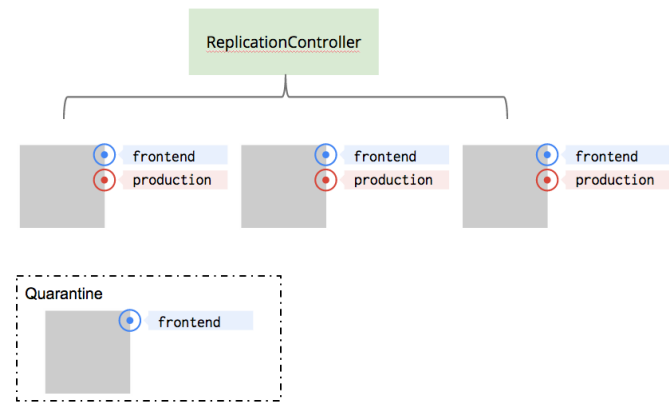 ReplicationController
frontend
production
frontend
production
frontend
production
Quarantine
frontend